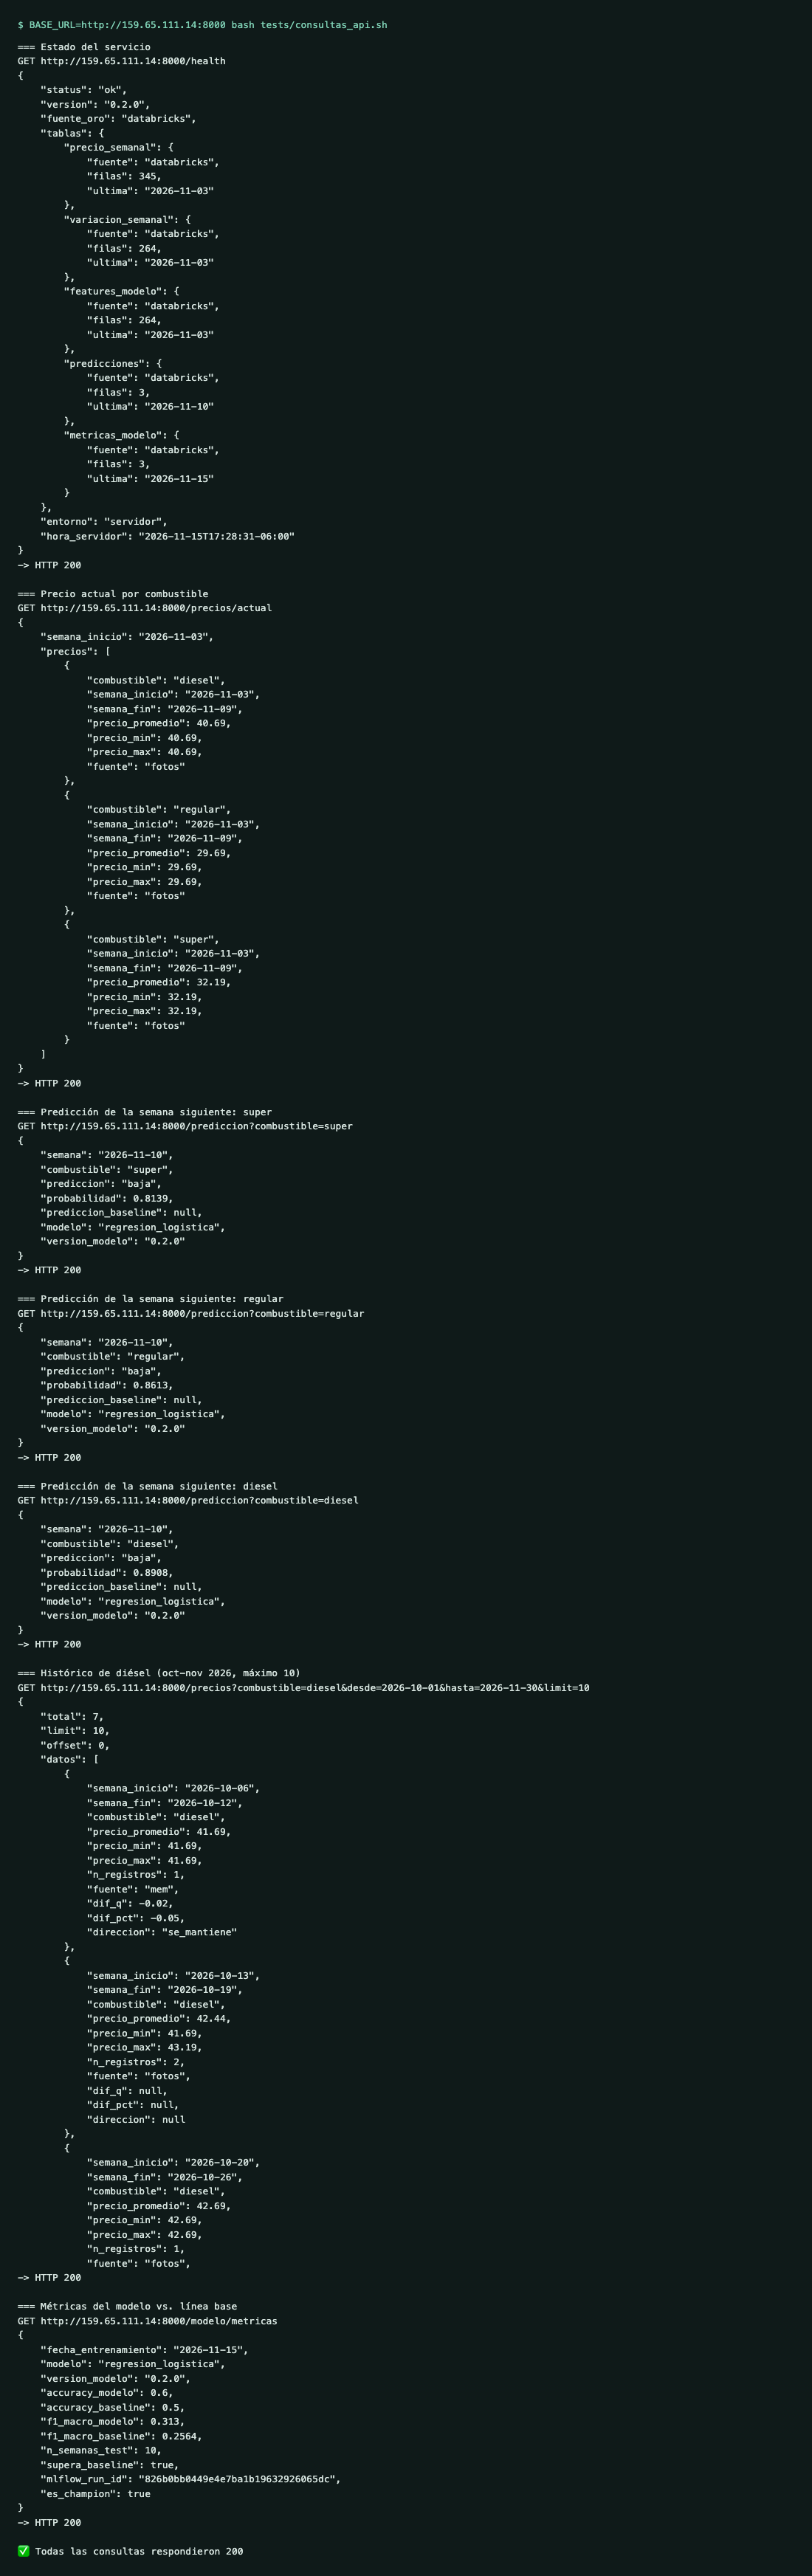 $ BASE_URL=http://159.65.111.14:8000 bash tests/consultas_api.sh
=== Estado del servicio
GET http://159.65.111.14:8000/health
{
    "status": "ok",
    "version": "0.2.0",
    "fuente_oro": "databricks",
    "tablas": {
        "precio_semanal": {
            "fuente": "databricks",
            "filas": 345,
            "ultima": "2026-11-03"
        },
        "variacion_semanal": {
            "fuente": "databricks",
            "filas": 264,
            "ultima": "2026-11-03"
        },
        "features_modelo": {
            "fuente": "databricks",
            "filas": 264,
            "ultima": "2026-11-03"
        },
        "predicciones": {
            "fuente": "databricks",
            "filas": 3,
            "ultima": "2026-11-10"
        },
        "metricas_modelo": {
            "fuente": "databricks",
            "filas": 3,
            "ultima": "2026-11-15"
        }
    },
    "entorno": "servidor",
    "hora_servidor": "2026-11-15T17:28:31-06:00"
}
-> HTTP 200

=== Precio actual por combustible
GET http://159.65.111.14:8000/precios/actual
{
    "semana_inicio": "2026-11-03",
    "precios": [
        {
            "combustible": "diesel",
            "semana_inicio": "2026-11-03",
            "semana_fin": "2026-11-09",
            "precio_promedio": 40.69,
            "precio_min": 40.69,
            "precio_max": 40.69,
            "fuente": "fotos"
        },
        {
            "combustible": "regular",
            "semana_inicio": "2026-11-03",
            "semana_fin": "2026-11-09",
            "precio_promedio": 29.69,
            "precio_min": 29.69,
            "precio_max": 29.69,
            "fuente": "fotos"
        },
        {
            "combustible": "super",
            "semana_inicio": "2026-11-03",
            "semana_fin": "2026-11-09",
            "precio_promedio": 32.19,
            "precio_min": 32.19,
            "precio_max": 32.19,
            "fuente": "fotos"
        }
    ]
}
-> HTTP 200

=== Predicción de la semana siguiente: super
GET http://159.65.111.14:8000/prediccion?combustible=super
{
    "semana": "2026-11-10",
    "combustible": "super",
    "prediccion": "baja",
    "probabilidad": 0.8139,
    "prediccion_baseline": null,
    "modelo": "regresion_logistica",
    "version_modelo": "0.2.0"
}
-> HTTP 200

=== Predicción de la semana siguiente: regular
GET http://159.65.111.14:8000/prediccion?combustible=regular
{
    "semana": "2026-11-10",
    "combustible": "regular",
    "prediccion": "baja",
    "probabilidad": 0.8613,
    "prediccion_baseline": null,
    "modelo": "regresion_logistica",
    "version_modelo": "0.2.0"
}
-> HTTP 200

=== Predicción de la semana siguiente: diesel
GET http://159.65.111.14:8000/prediccion?combustible=diesel
{
    "semana": "2026-11-10",
    "combustible": "diesel",
    "prediccion": "baja",
    "probabilidad": 0.8908,
    "prediccion_baseline": null,
    "modelo": "regresion_logistica",
    "version_modelo": "0.2.0"
}
-> HTTP 200

=== Histórico de diésel (oct-nov 2026, máximo 10)
GET http://159.65.111.14:8000/precios?combustible=diesel&desde=2026-10-01&hasta=2026-11-30&limit=10
{
    "total": 7,
    "limit": 10,
    "offset": 0,
    "datos": [
        {
            "semana_inicio": "2026-10-06",
            "semana_fin": "2026-10-12",
            "combustible": "diesel",
            "precio_promedio": 41.69,
            "precio_min": 41.69,
            "precio_max": 41.69,
            "n_registros": 1,
            "fuente": "mem",
            "dif_q": -0.02,
            "dif_pct": -0.05,
            "direccion": "se_mantiene"
        },
        {
            "semana_inicio": "2026-10-13",
            "semana_fin": "2026-10-19",
            "combustible": "diesel",
            "precio_promedio": 42.44,
            "precio_min": 41.69,
            "precio_max": 43.19,
            "n_registros": 2,
            "fuente": "fotos",
            "dif_q": null,
            "dif_pct": null,
            "direccion": null
        },
        {
            "semana_inicio": "2026-10-20",
            "semana_fin": "2026-10-26",
            "combustible": "diesel",
            "precio_promedio": 42.69,
            "precio_min": 42.69,
            "precio_max": 42.69,
            "n_registros": 1,
            "fuente": "fotos",
-> HTTP 200

=== Métricas del modelo vs. línea base
GET http://159.65.111.14:8000/modelo/metricas
{
    "fecha_entrenamiento": "2026-11-15",
    "modelo": "regresion_logistica",
    "version_modelo": "0.2.0",
    "accuracy_modelo": 0.6,
    "accuracy_baseline": 0.5,
    "f1_macro_modelo": 0.313,
    "f1_macro_baseline": 0.2564,
    "n_semanas_test": 10,
    "supera_baseline": true,
    "mlflow_run_id": "826b0bb0449e4e7ba1b19632926065dc",
    "es_champion": true
}
-> HTTP 200

✅ Todas las consultas respondieron 200